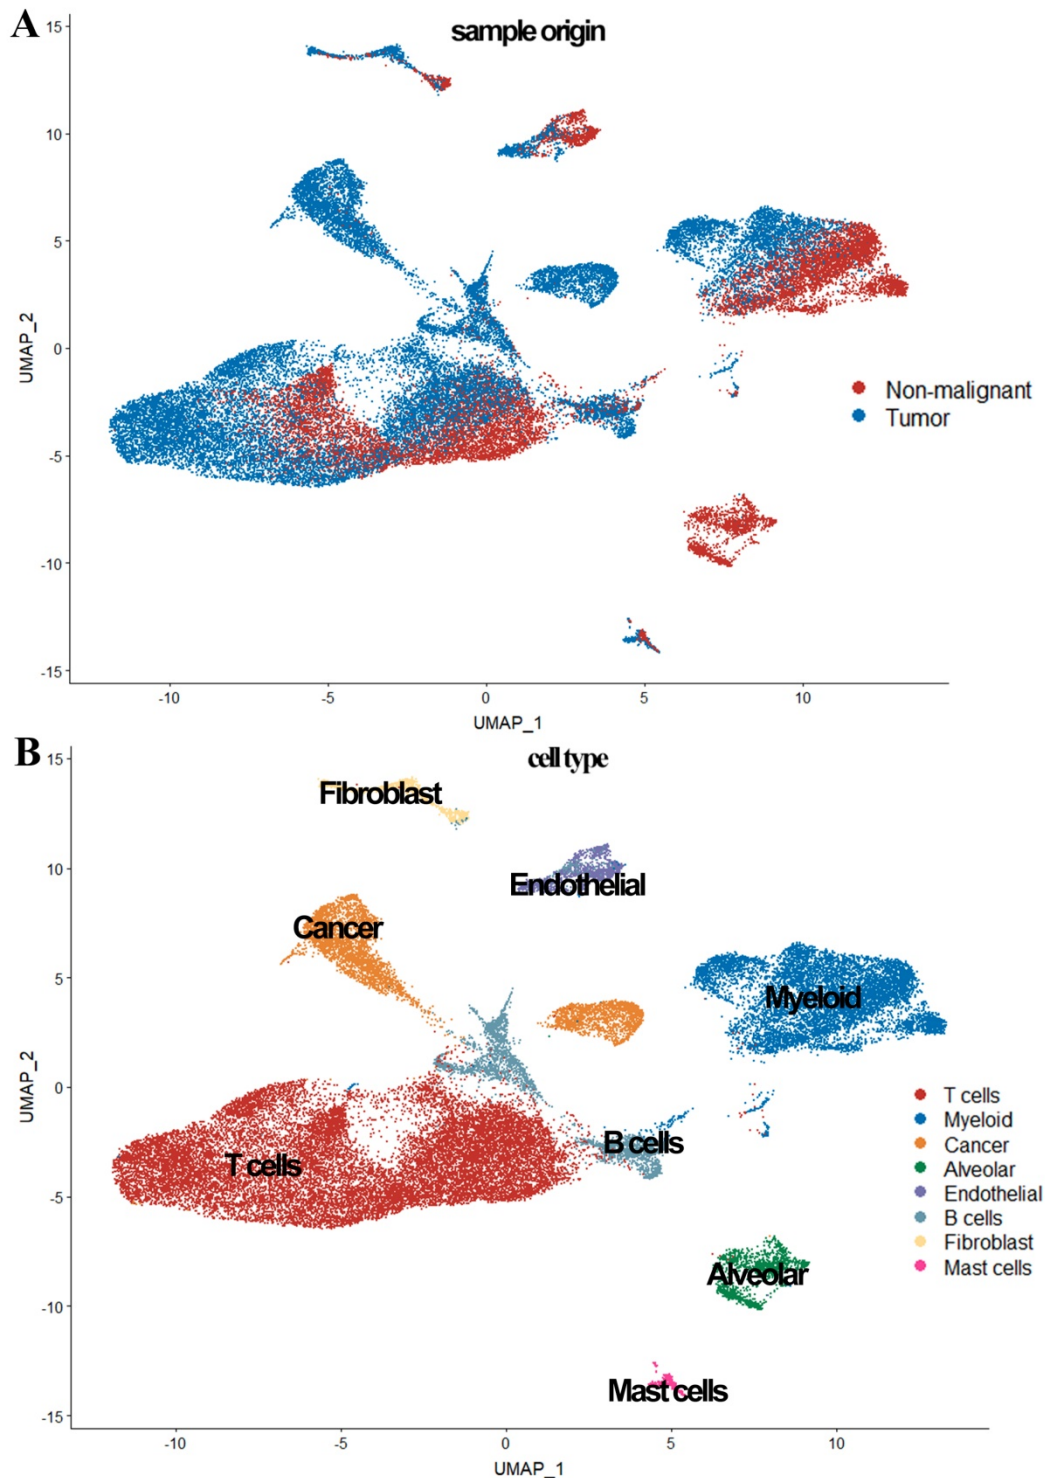 A
sample origin
15
10
5
0
-5
-10
-15
UMAP_2
-10 -5 0 5 10
UMAP_1
Non-malignant
Tumor
B
cell type
15
10
5
0
-5
-10
-15
UMAP_2
Fibroblast
Endothelial
Cancer
Myeloid
B cells
T cells
Alveolar
Mast cells
T cells
Myeloid
Cancer
Alveolar
Endothelial
B cells
Fibroblast
Mast cells
-10 -5 0 5 10
UMAP_1